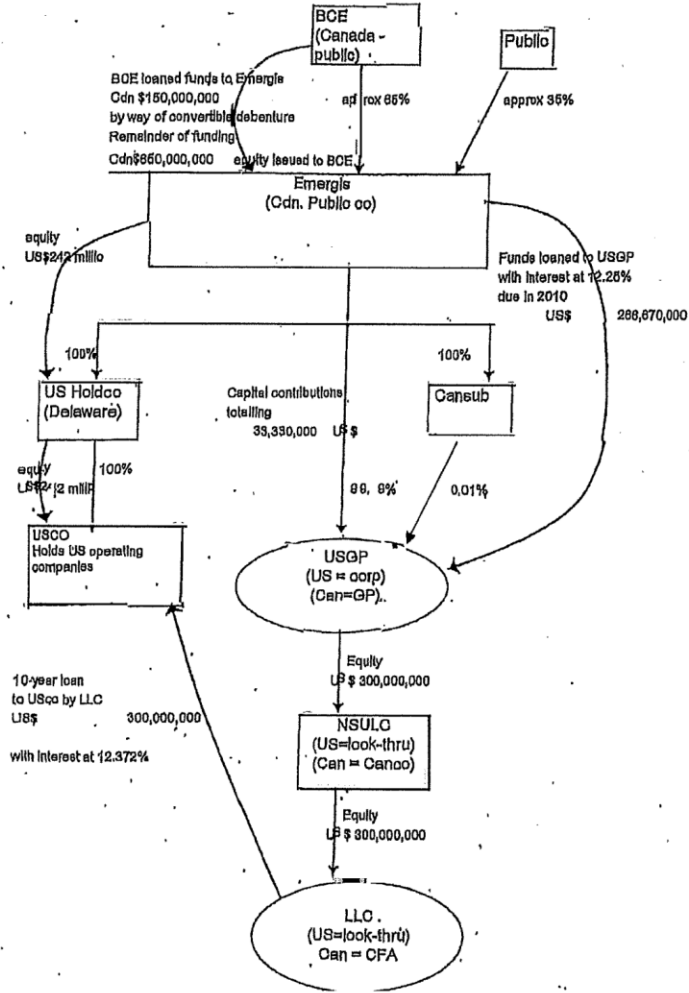 BCE
(Canada -
public)
Public
BCE loaned funds to Emergis
Cdn $150,000,000
by way of convertible debenture
Remainder of funding
Cdn$650,000,000 equity issued to BCE
approx 65%
approx 35%
Emergis
(Cdn. Public co)
equity
US$242 millio
Funds loaned to USGP
with interest at 12.25%
due in 2010
US$ 266,670,000
100%
100%
US Holdco
(Delaware)
Capital contributions
totalling
33,330,000 US $
Cansub
equity
US$242 milli
100%
0.01%
USCO
Holds US operating
companies
USGP
(US = corp)
(Can=GP)..
10-year loan
to USco by LLC
US$ 300,000,000
with interest at 12.372%
Equity
US $ 300,000,000
NSULC
(US=look-thru)
(Can = Canco)
Equity
US $ 300,000,000
LLC .
(US=look-thru)
Can = CFA